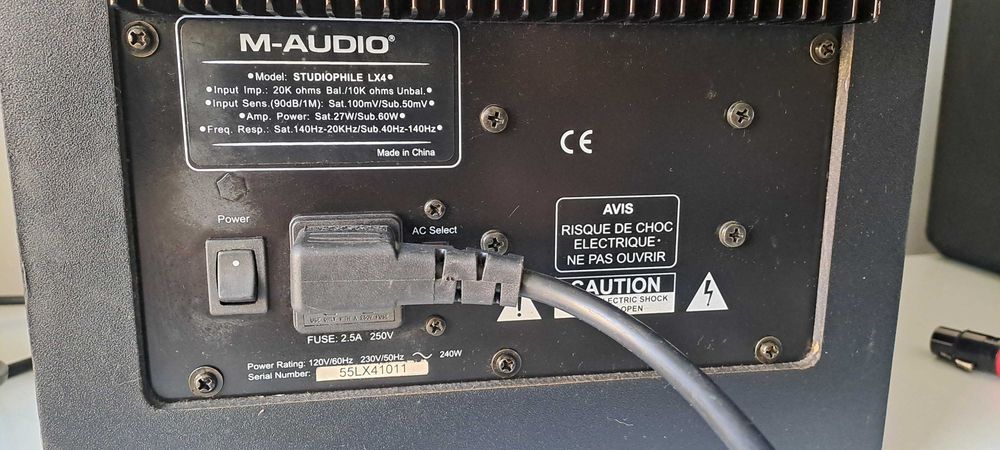 M-AUDIO®
•Model: STUDIOPHILE LX4•
•Input Imp.: 20K ohms Bal./10K ohms Unbal.•
•Input Sens.(90dB/1M): Sat.100mV/Sub.50mV•
•Amp. Power: Sat.27W/Sub.60W•
•Freq. Resp.: Sat.140Hz-20KHz/Sub.40Hz-140Hz•
Made in China
CE
Power
AC Select
AVIS
RISQUE DE CHOC
ELECTRIQUE•
NE PAS OUVRIR
CAUTION
ELECTRIC SHOCK
OPEN
FUSE: 2.5A 250V
Power Rating: 120V/60Hz 230V/50Hz 240W
Serial Number: 55LX41011